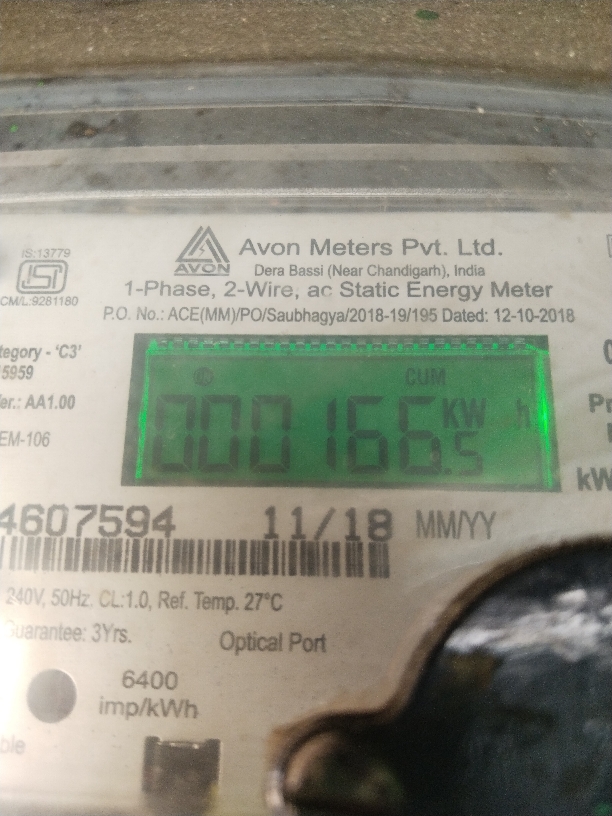 IS:13779
CM/L:9281180
AVON
Avon Meters Pvt. Ltd.
Dera Bassi (Near Chandigarh), India
1-Phase, 2-Wire, ac Static Energy Meter
P.O. No.: ACE(MM)/PO/Saubhagya/2018-19/195 Dated: 12-10-2018
tegory - 'C3'
5959
er.: AA1.00
EM-106
CUM
000166.5 KW h
kW
4607594 11/18 MM/YY
240V, 50Hz. CL:1.0, Ref. Temp. 27°C
Guarantee: 3Yrs.
Optical Port
6400
imp/kWh
ble